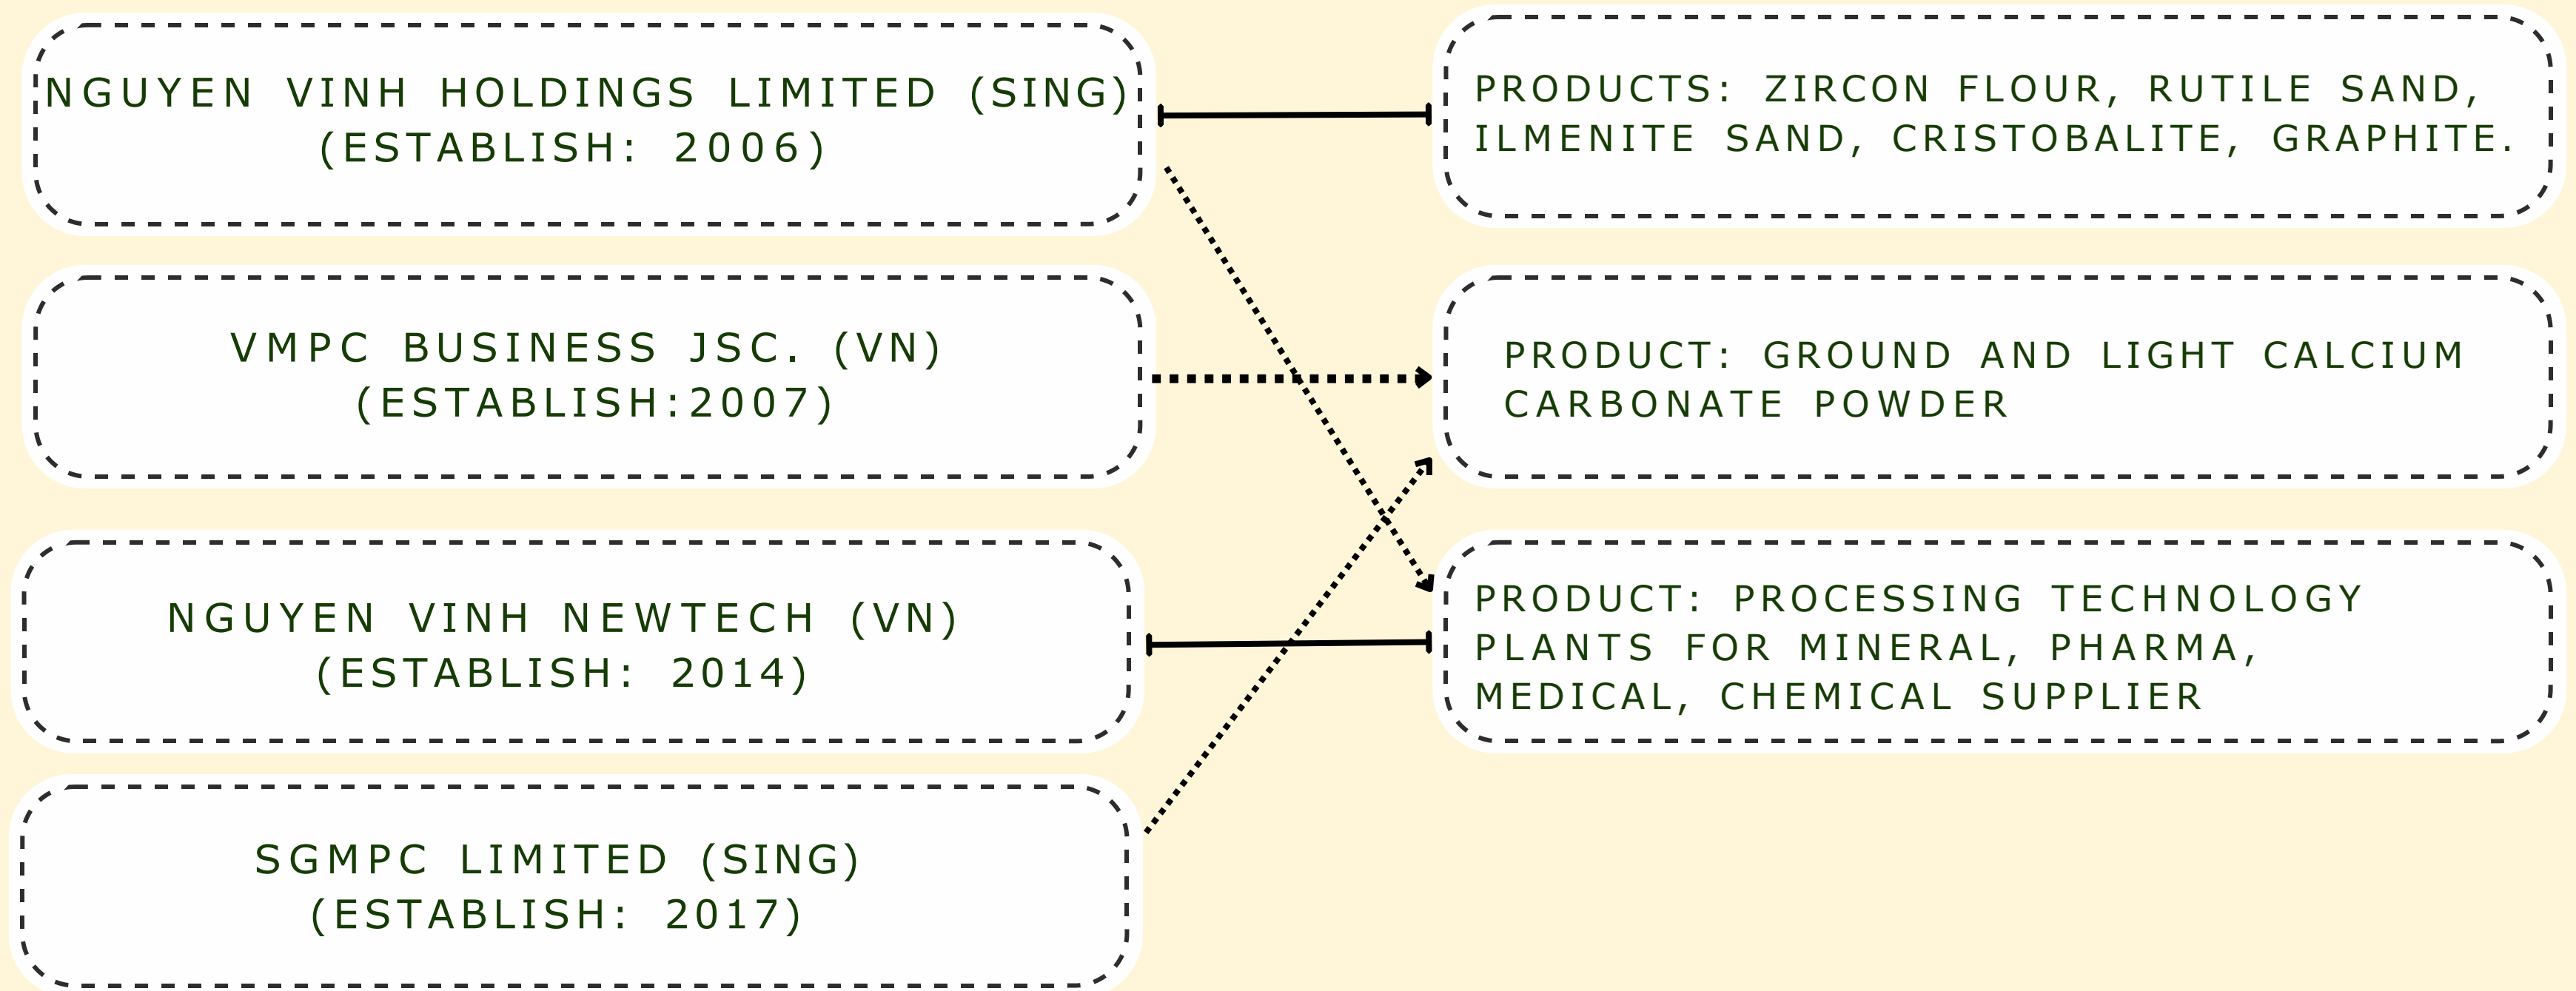 NGUYEN VINH HOLDINGS LIMITED (SING)
(ESTABLISH: 2006)
PRODUCTS: ZIRCON FLOUR, RUTILE SAND,
ILMENITE SAND, CRISTOBALITE, GRAPHITE.
VMPC BUSINESS JSC. (VN)
(ESTABLISH:2007)
PRODUCT: GROUND AND LIGHT CALCIUM
CARBONATE POWDER
NGUYEN VINH NEWTECH (VN)
(ESTABLISH: 2014)
PRODUCT: PROCESSING TECHNOLOGY
PLANTS FOR MINERAL, PHARMA,
MEDICAL, CHEMICAL SUPPLIER
SGMPC LIMITED (SING)
(ESTABLISH: 2017)